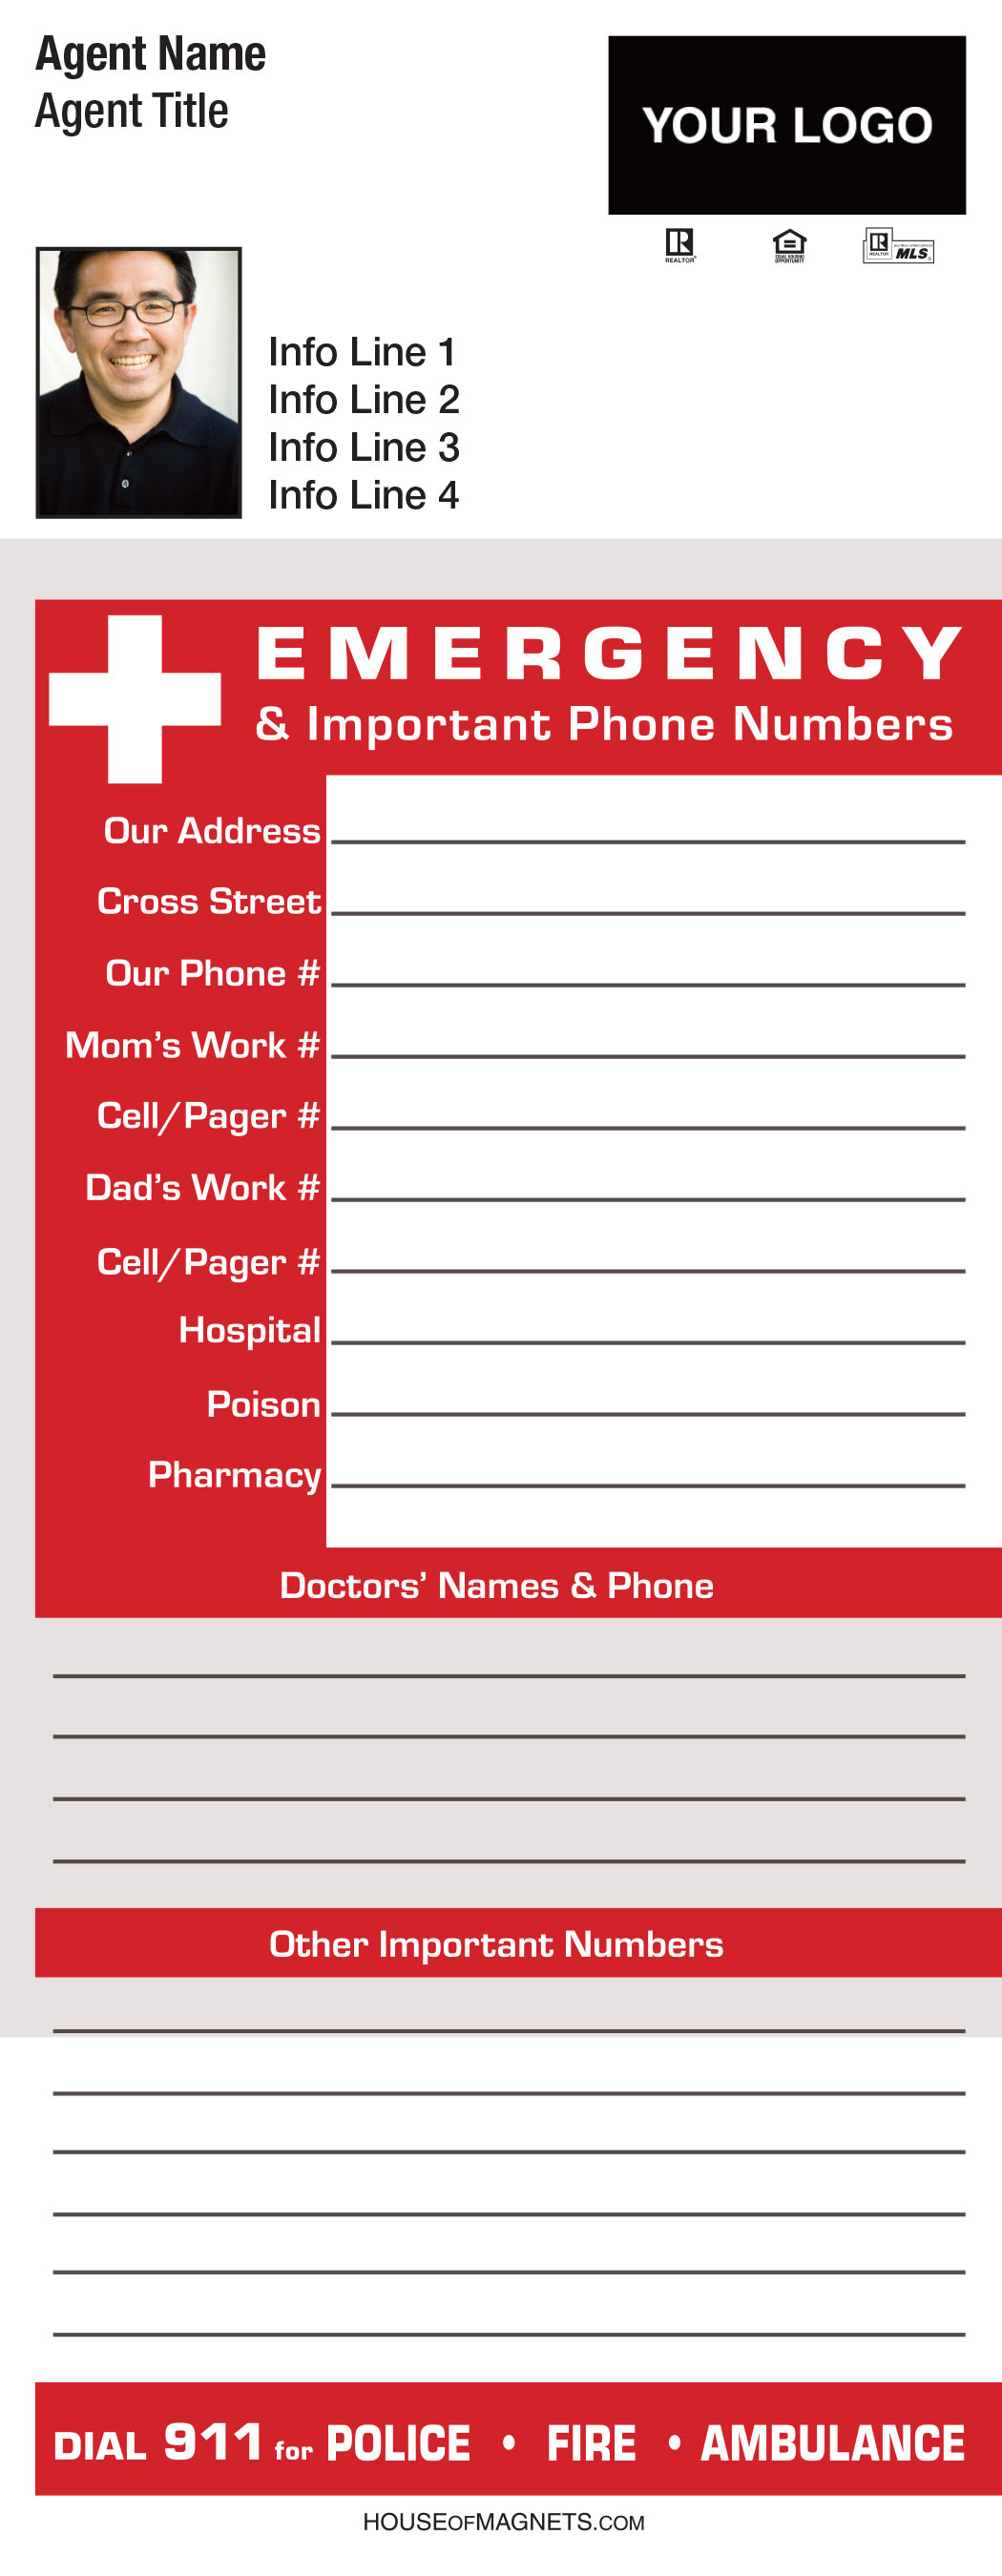 Agent Name
Agent Title
YOUR LOGO
REALTOR®
EQUAL HOUSING
OPPORTUNITY
REALTOR
MLS
Info Line 1
Info Line 2
Info Line 3
Info Line 4
EMERGENCY
& Important Phone Numbers
Our Address
Cross Street
Our Phone #
Mom’s Work #
Cell/Pager #
Dad’s Work #
Cell/Pager #
Hospital
Poison
Pharmacy
Doctors’ Names & Phone
Other Important Numbers
DIAL 911 for POLICE • FIRE • AMBULANCE
HOUSEOFMAGNETS.COM